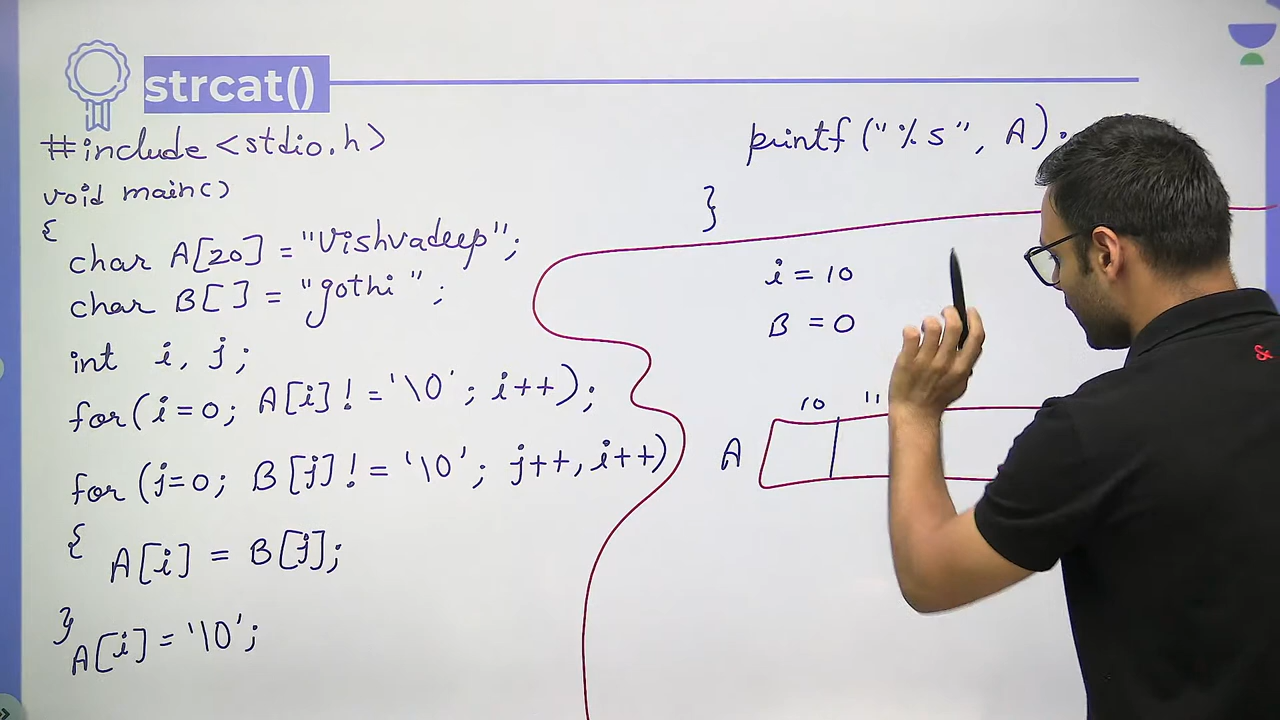 strcat()
#include <stdio.h>
void main()
{
char A[20] = "Vishvadeep";
char B[ ] = "gothi";
int i, j;
for(i=0; A[i]! = '\0'; i++);
for (j=0; B[j]! = '\0'; j++, i++)
{ A[i] = B[j];
}
A[i] = '\0';
printf ("%s", A).
}
i = 10
B = 0
10 11
A
&